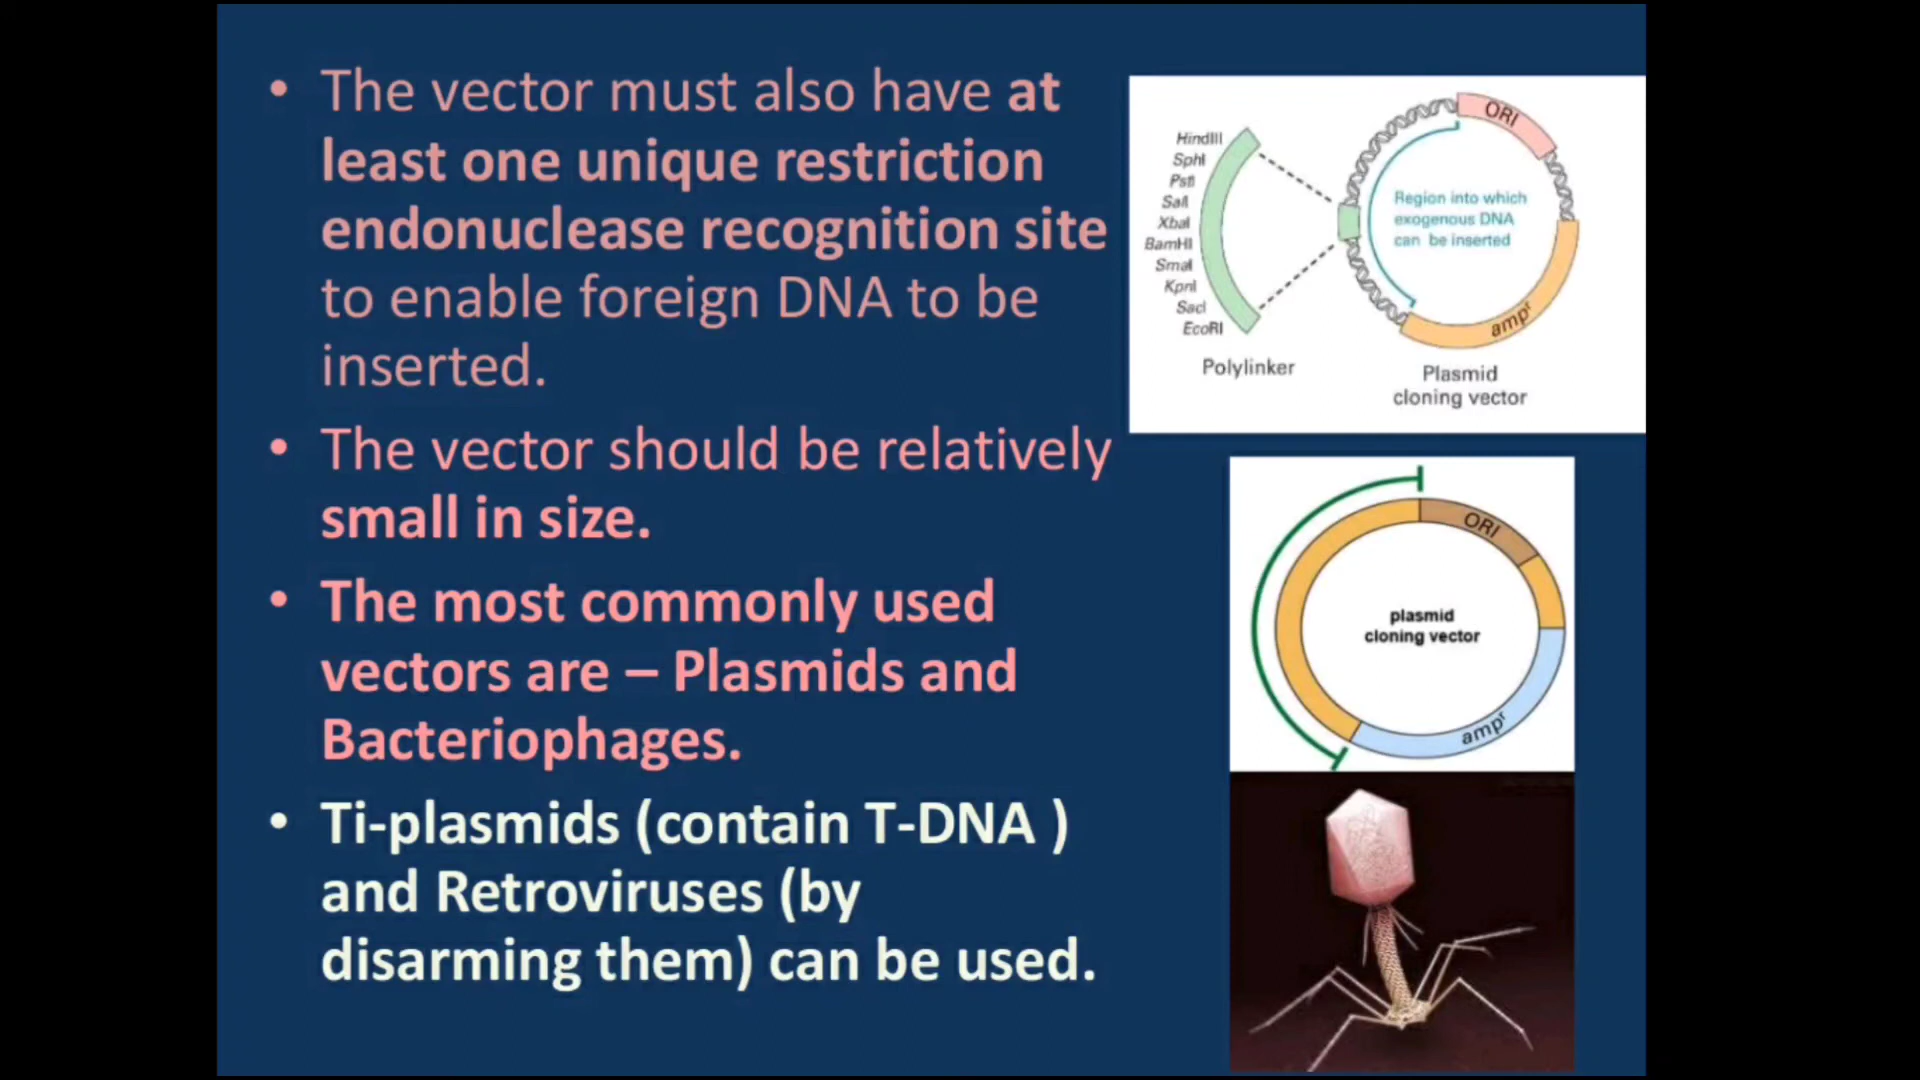 • The vector must also have at
least one unique restriction
endonuclease recognition site
to enable foreign DNA to be
inserted.
• The vector should be relatively
small in size.
• The most commonly used
vectors are – Plasmids and
Bacteriophages.
• Ti-plasmids (contain T-DNA )
and Retroviruses (by
disarming them) can be used.
HindIII
SphI
PstI
SalI
XbaI
BamHI
SmaI
KpnI
SacI
EcoRI
Polylinker
ORI
Region into which
exogenous DNA
can be inserted
ampʳ
Plasmid
cloning vector
ORI
plasmid
cloning vector
ampʳ